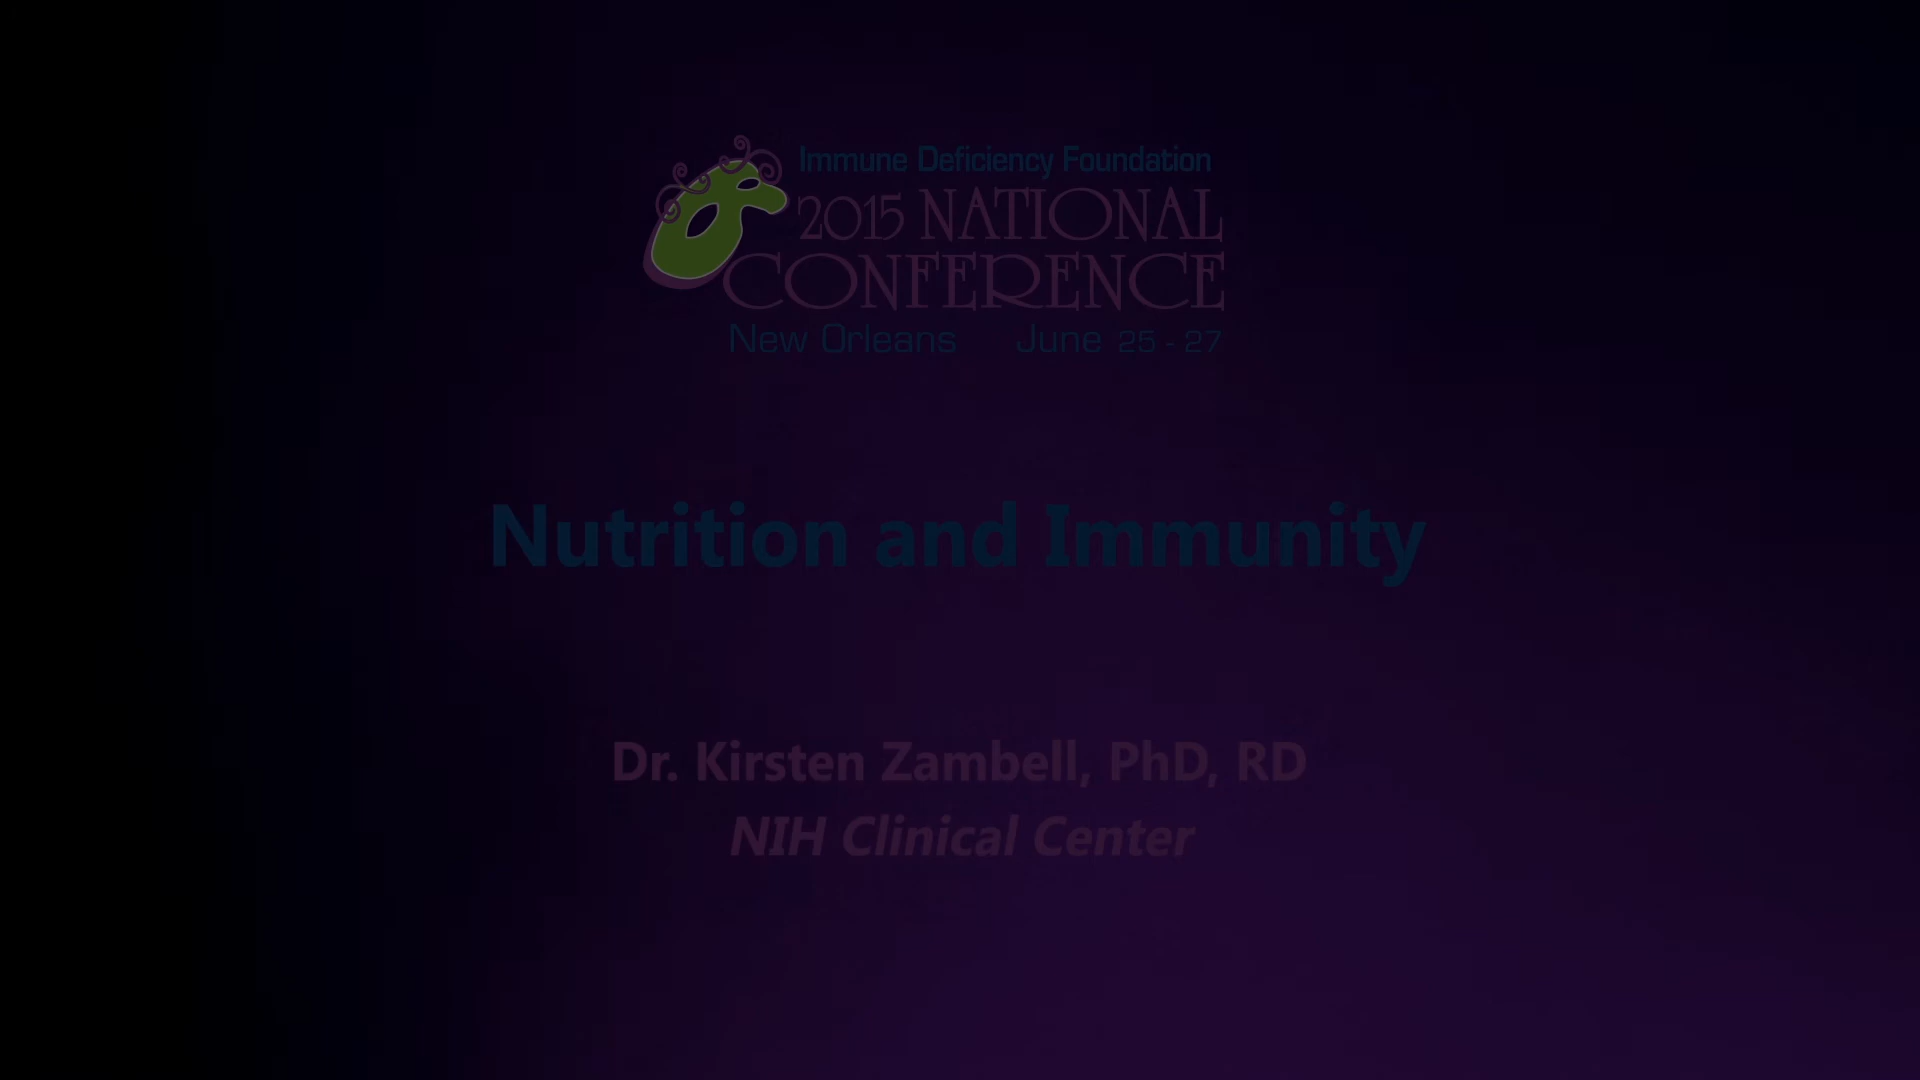 Immune Deficiency Foundation
2015 NATIONAL
CONFERENCE
New Orleans June 25 - 27
Nutrition and Immunity
Dr. Kirsten Zambell, PhD, RD
NIH Clinical Center